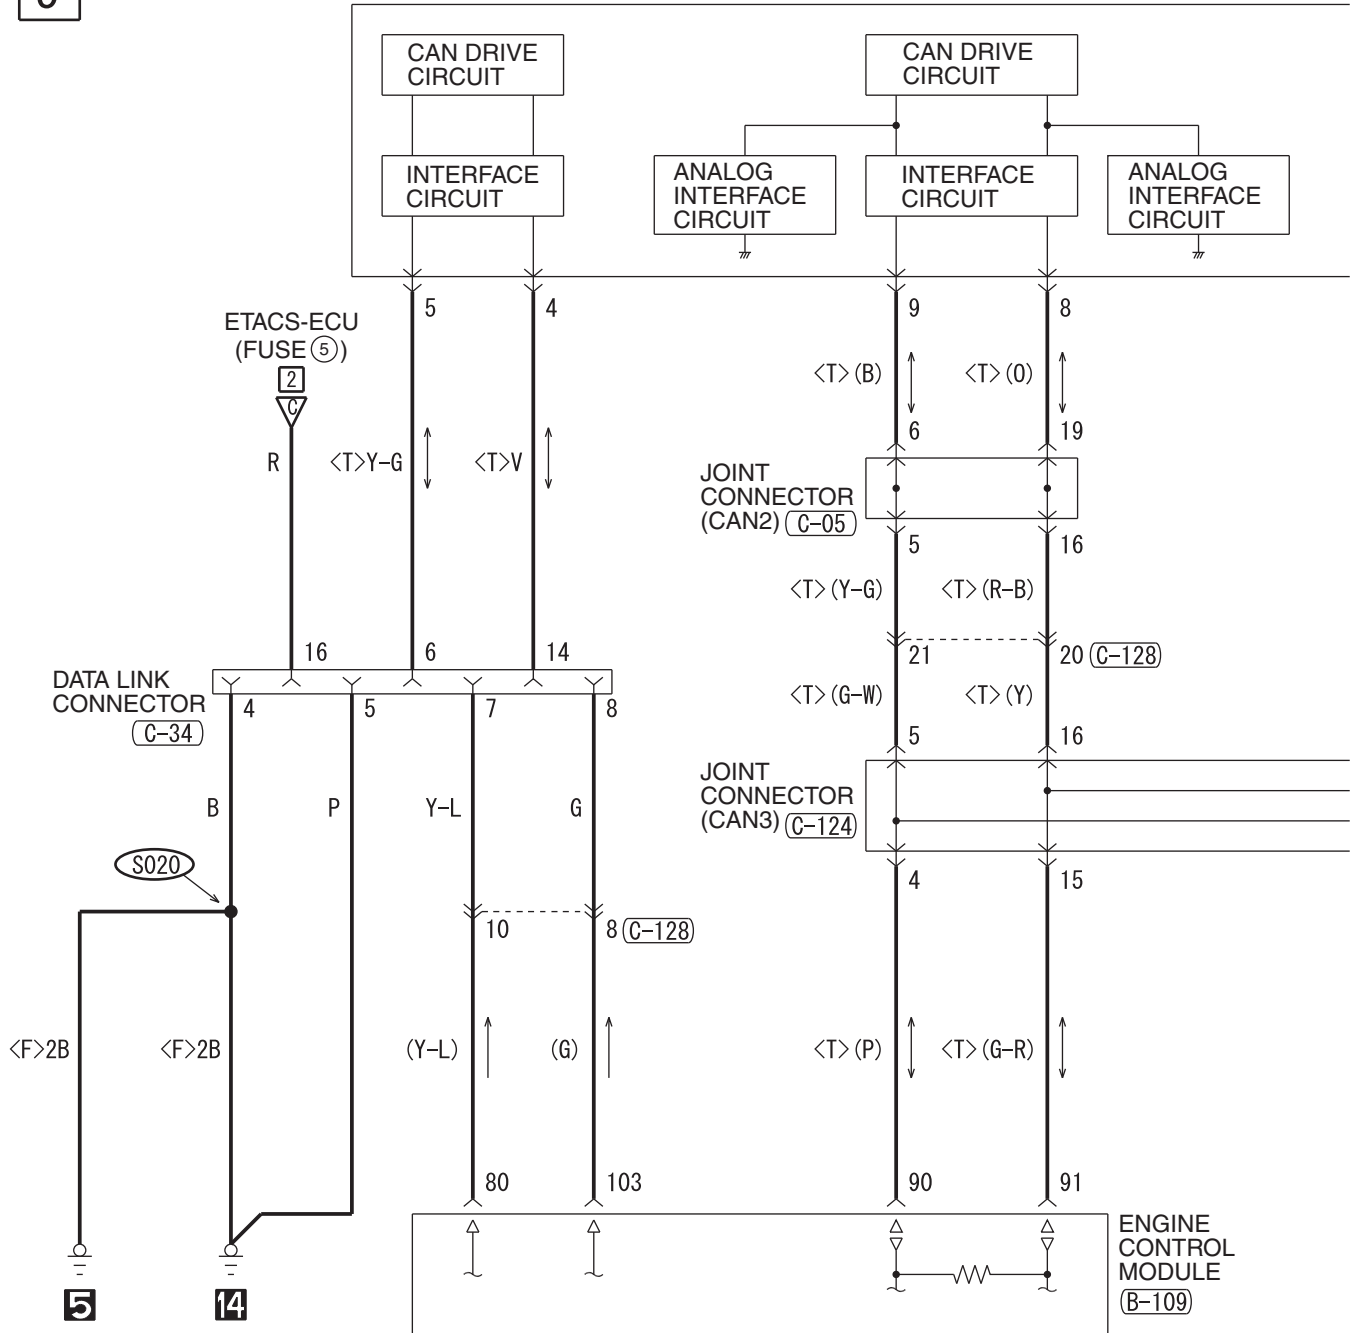 CAN DRIVE
CIRCUIT
CAN DRIVE
CIRCUIT
INTERFACE
CIRCUIT
ANALOG
INTERFACE
CIRCUIT
INTERFACE
CIRCUIT
ANALOG
INTERFACE
CIRCUIT
5
4
9
8
ETACS-ECU
(FUSE 5)
2
C
R
<T>Y-G
<T>V
<T>(B)
<T>(O)
6
19
JOINT
CONNECTOR
(CAN2) C-05
5
16
<T>(Y-G)
<T>(R-B)
21
20 C-128
<T>(G-W)
<T>(Y)
5
16
16
6
14
DATA LINK
CONNECTOR
C-34
4
5
7
8
JOINT
CONNECTOR
(CAN3) C-124
B
P
Y-L
G
4
15
S020
10
8 C-128
<F>2B
<F>2B
(Y-L)
(G)
<T>(P)
<T>(G-R)
80
103
90
91
5
14
ENGINE
CONTROL
MODULE
B-109